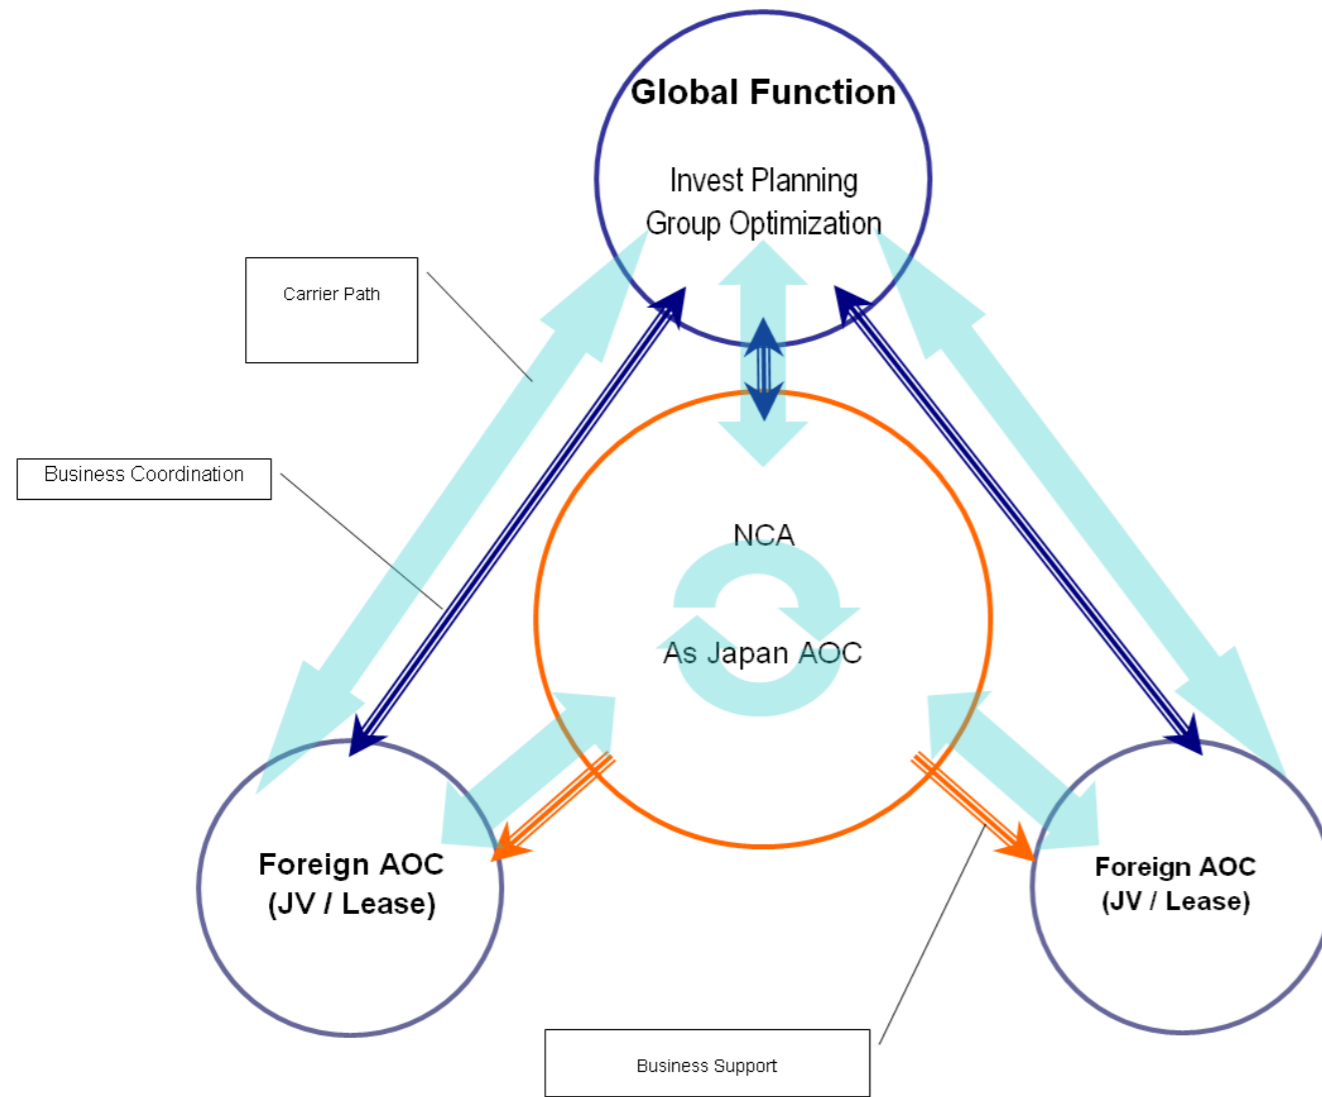 Global Function
Invest Planning
Group Optimization
Carrier Path
Business Coordination
NCA
As Japan AOC
Foreign AOC
(JV / Lease)
Foreign AOC
(JV / Lease)
Business Support